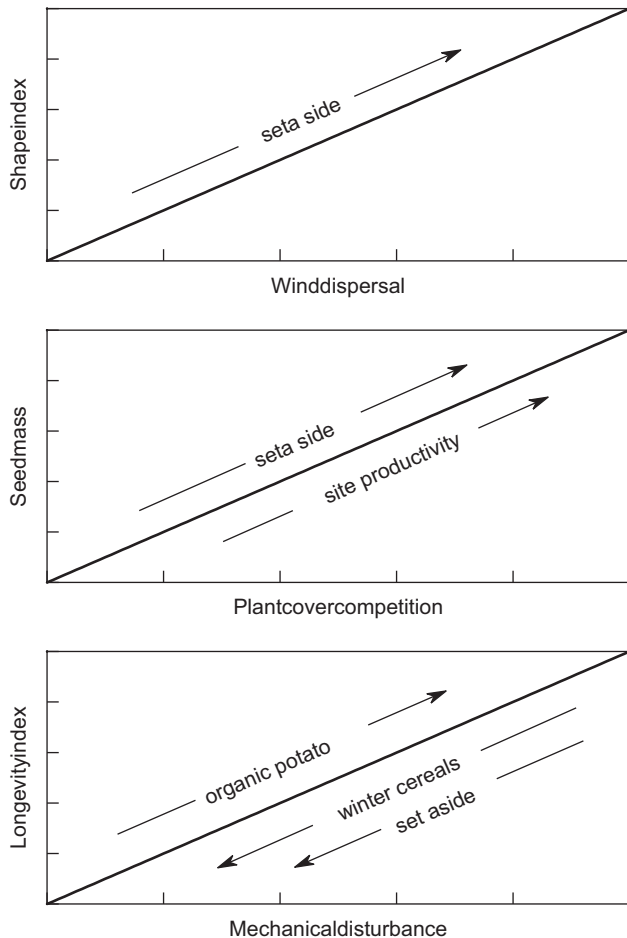 Shapeindex
seta side
Winddispersal
Seedmass
seta side
site productivity
Plantcovercompetition
Longevityindex
organic potato
winter cereals
set aside
Mechanicaldisturbance